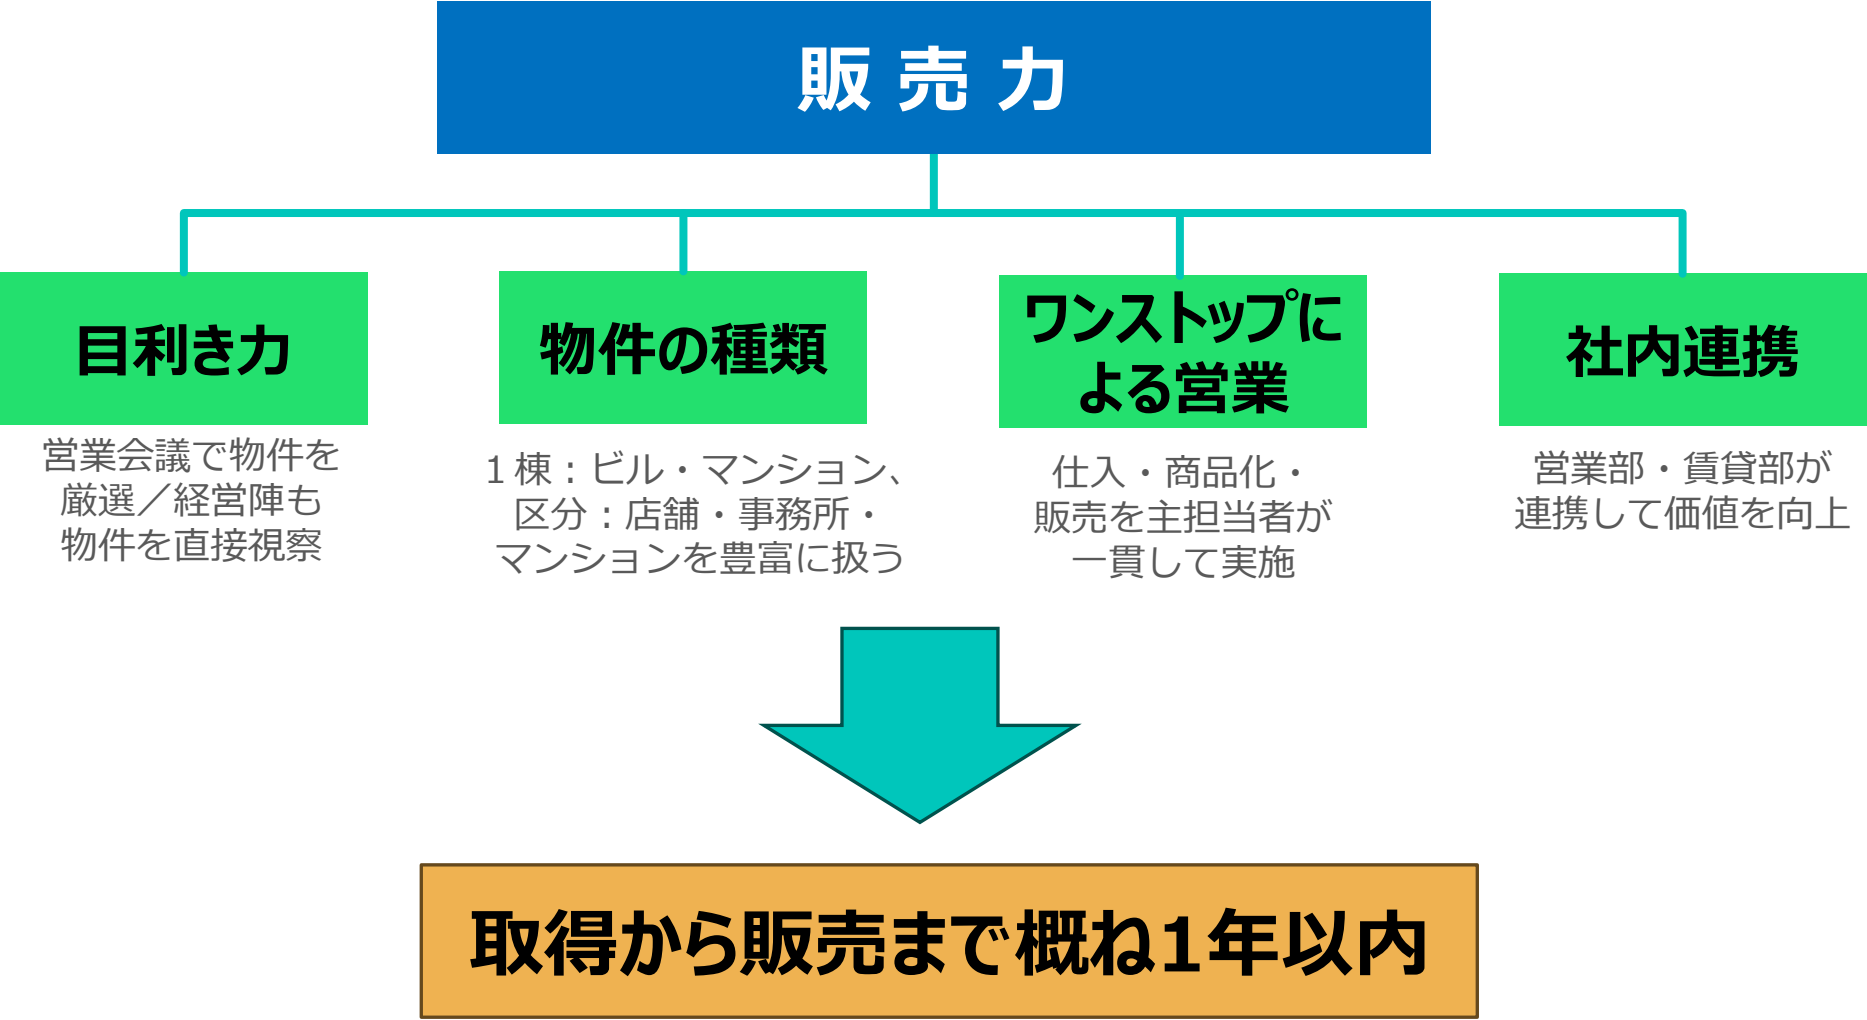 販 売 力
目利き力
営業会議で物件を
厳選／経営陣も
物件を直接視察
物件の種類
１棟：ビル・マンション、
区分：店舗・事務所・
マンションを豊富に扱う
ワンストップに
よる営業
仕入・商品化・
販売を主担当者が
一貫して実施
社内連携
営業部・賃貸部が
連携して価値を向上
取得から販売まで概ね1年以内